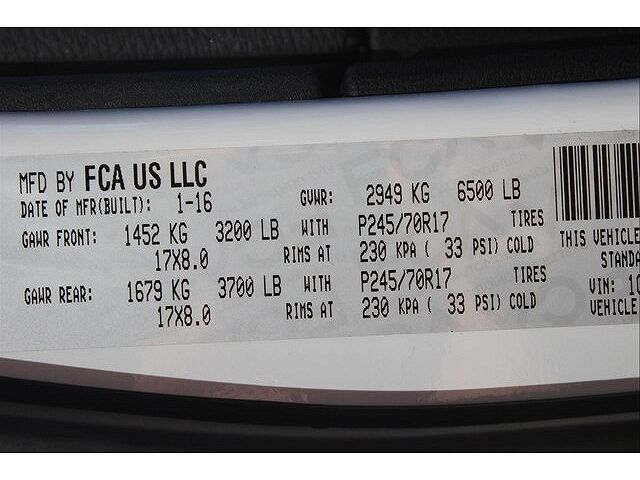 MFD BY FCA US LLC
DATE OF MFR(BUILT): 1-16 GVWR: 2949 KG 6500 LB
GAWR FRONT: 1452 KG 3200 LB WITH P245/70R17 TIRES
17X8.0 RIMS AT 230 KPA ( 33 PSI) COLD
GAWR REAR: 1679 KG 3700 LB WITH P245/70R17 TIRES
17X8.0 RIMS AT 230 KPA ( 33 PSI) COLD
THIS VEHICLE
STANDA
VIN: 1C
VEHICLE